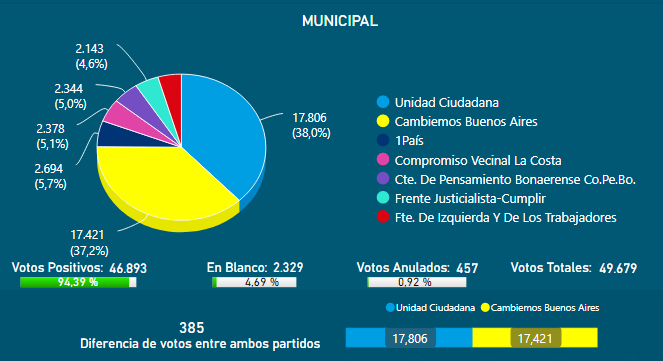 MUNICIPAL
2.143
(4,6%)
2.344
(5,0%)
2.378
(5,1%)
2.694
(5,7%)
17.421
(37,2%)
17.806
(38,0%)
Unidad Ciudadana
Cambiemos Buenos Aires
1País
Compromiso Vecinal La Costa
Cte. De Pensamiento Bonaerense Co.Pe.Bo.
Frente Justicialista-Cumplir
Fte. De Izquierda Y De Los Trabajadores
Votos Positivos: 46.893
94,39 %
En Blanco: 2.329
4,69 %
Votos Anulados: 457
0,92 %
Votos Totales: 49.679
Unidad Ciudadana Cambiemos Buenos Aires
385
Diferencia de votos entre ambos partidos
17,806 17,421